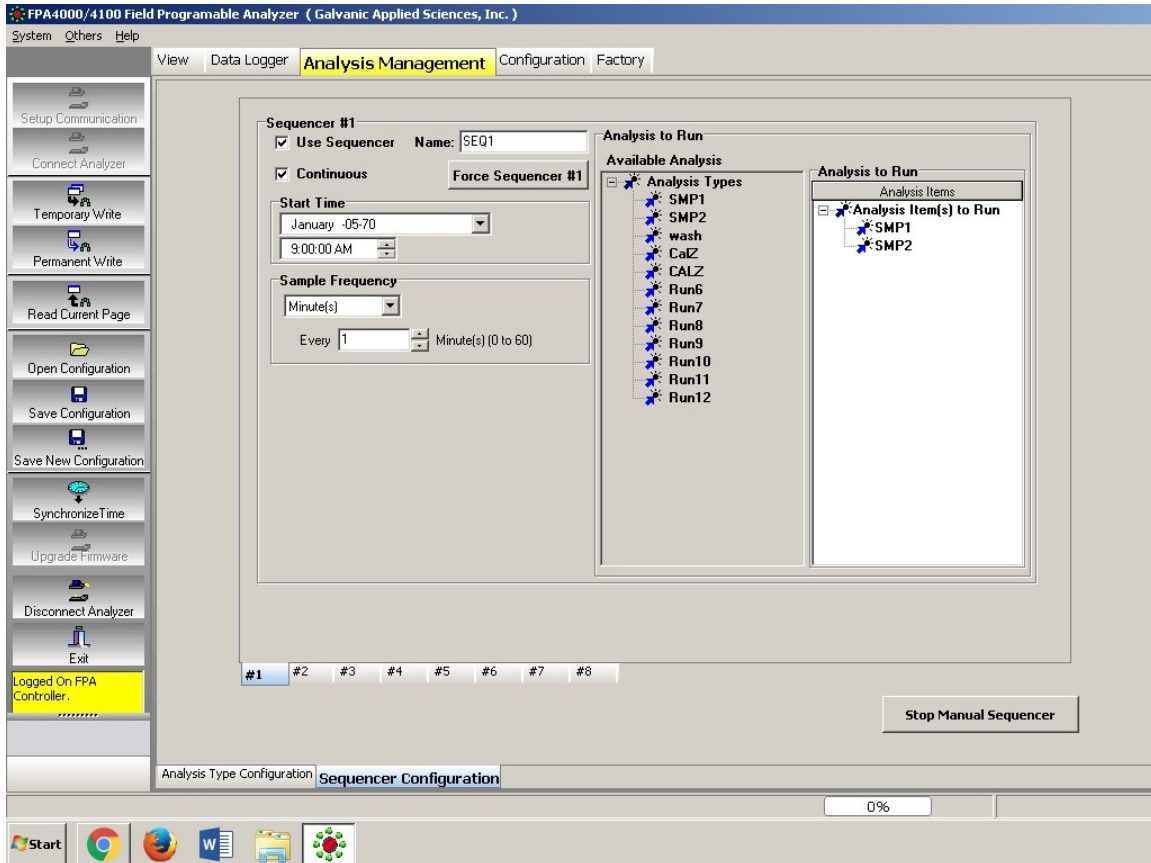 FPA4000/4100 Field Programable Analyzer ( Galvanic Applied Sciences, Inc. )
System Others Help
View Data Logger Analysis Management Configuration Factory
Setup Communication
Connect Analyzer
Temporary Write
Permanent Write
Read Current Page
Open Configuration
Save Configuration
Save New Configuration
SynchronizeTime
Upgrade Firmware
Disconnect Analyzer
Exit
Logged On FPA
Controller.
Sequencer #1
Use Sequencer Name: SEQ1
Continuous Force Sequencer #1
Start Time
January -05-70
9:00:00 AM
Sample Frequency
Minute(s)
Every 1 Minute(s) (0 to 60)
Analysis to Run
Available Analysis
Analysis Types
SMP1
SMP2
wash
CalZ
CALZ
Run6
Run7
Run8
Run9
Run10
Run11
Run12
Analysis to Run
Analysis Items
Analysis Item(s) to Run
SMP1
SMP2
#1 #2 #3 #4 #5 #6 #7 #8
Stop Manual Sequencer
Analysis Type Configuration Sequencer Configuration
0%
Start
W